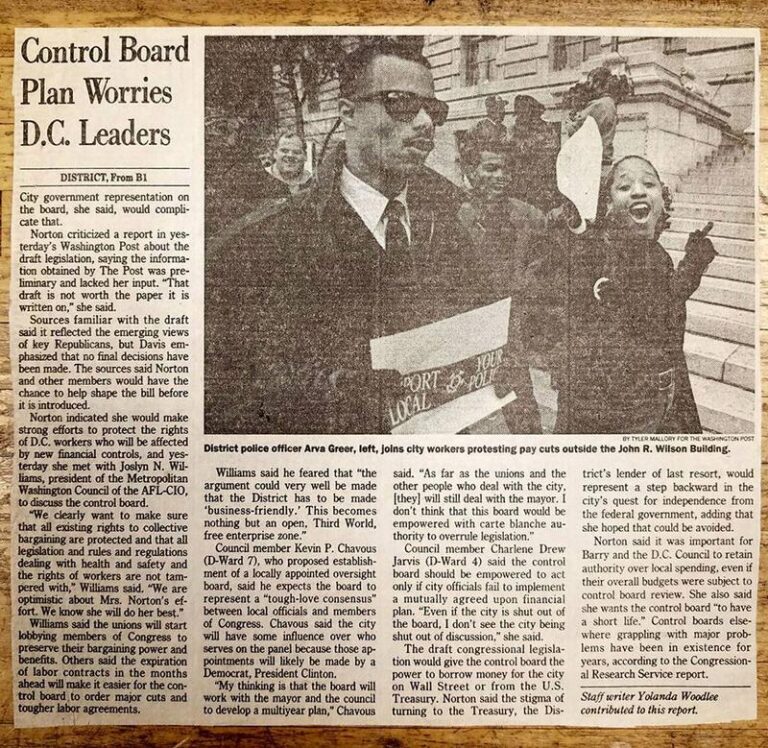 Control Board
Plan Worries
D.C. Leaders
DISTRICT, From B1
City government representation on
the board, she said, would compli-
cate that.
Norton criticized a report in yes-
terday's Washington Post about the
draft legislation, saying the informa-
tion obtained by The Post was pre-
liminary and lacked her input. "That
draft is not worth the paper it is
written on," she said.
Sources familiar with the draft
said it reflected the emerging views
of key Republicans, but Davis em-
phasized that no final decisions have
been made. The sources said Norton
and other members would have the
chance to help shape the bill before
it is introduced.
Norton indicated she would make
strong efforts to protect the rights
of D.C. workers who will be affected
by new financial controls, and yes-
terday she met with Joslyn N. Wil-
liams, president of the Metropolitan
Washington Council of the AFL-CIO,
to discuss the control board.
"We clearly want to make sure
that all existing rights to collective
bargaining are protected and that all
legislation and rules and regulations
dealing with health and safety and
the rights of workers are not tam-
pered with," Williams said. "We are
optimistic about Mrs. Norton's ef-
fort. We know she will do her best."
Williams said the unions will start
lobbying members of Congress to
preserve their bargaining power and
benefits. Others said the expiration
of labor contracts in the months
ahead will make it easier for the con-
trol board to order major cuts and
tougher labor agreements.
PORT YOUR
LOCAL POLI
BY TYLER MALLORY FOR THE WASHINGTON POST
District police officer Arva Greer, left, joins city workers protesting pay cuts outside the John R. Wilson Building.
Williams said he feared that "the
argument could very well be made
that the District has to be made
'business-friendly.' This becomes
nothing but an open, Third World,
free enterprise zone."
Council member Kevin P. Chavous
(D-Ward 7), who proposed establish-
ment of a locally appointed oversight
board, said he expects the board to
represent a "tough-love consensus"
between local officials and members
of Congress. Chavous said the city
will have some influence over who
serves on the panel because those ap-
pointments will likely be made by a
Democrat, President Clinton.
"My thinking is that the board will
work with the mayor and the council
to develop a multiyear plan," Chavous
said. "As far as the unions and the
other people who deal with the city,
[they] will still deal with the mayor. I
don't think that this board would be
empowered with carte blanche au-
thority to overrule legislation."
Council member Charlene Drew
Jarvis (D-Ward 4) said the control
board should be empowered to act
only if city officials fail to implement
a mutually agreed upon financial
plan. "Even if the city is shut out of
the board, I don't see the city being
shut out of discussion," she said.
The draft congressional legisla-
tion would give the control board the
power to borrow money for the city
on Wall Street or from the U.S.
Treasury. Norton said the stigma of
turning to the Treasury, the Dis-
trict's lender of last resort, would
represent a step backward in the
city's quest for independence from
the federal government, adding that
she hoped that could be avoided.
Norton said it was important for
Barry and the D.C. Council to retain
authority over local spending, even if
their overall budgets were subject to
control board review. She also said
she wants the control board "to have
a short life." Control boards else-
where grappling with major prob-
lems have been in existence for
years, according to the Congression-
al Research Service report.
Staff writer Yolanda Woodlee
contributed to this report.